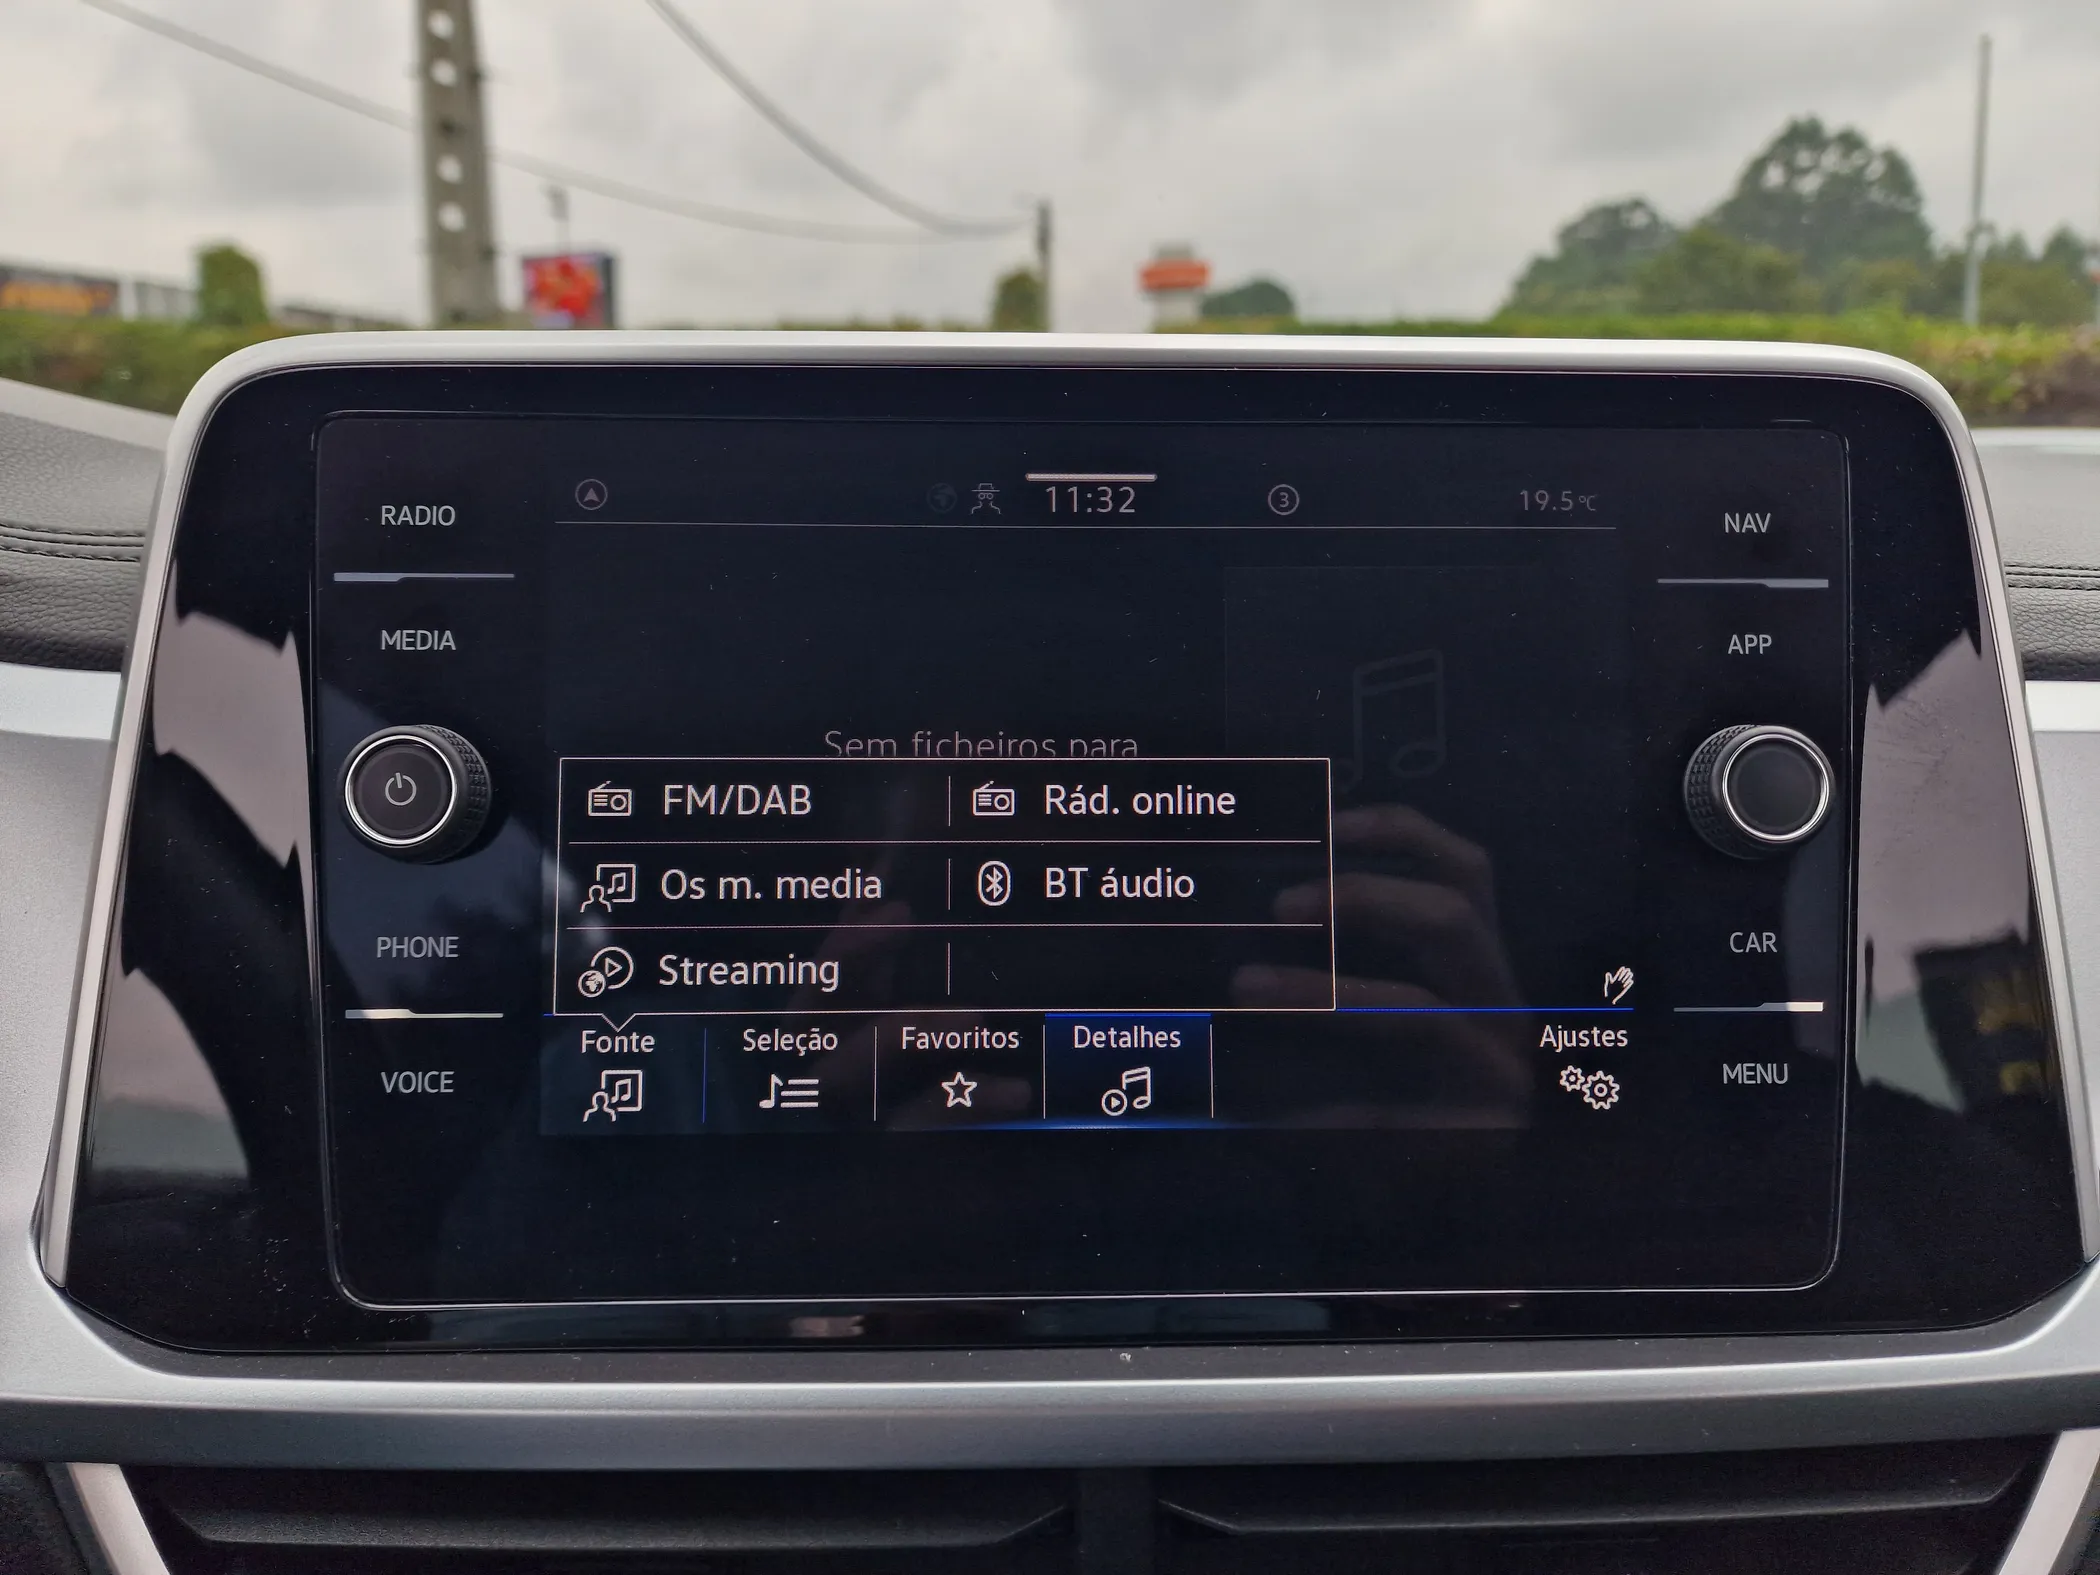 RADIO
MEDIA
PHONE
VOICE
11:32
3
19.5°C
Sem ficheiros para
FM/DAB
Rád. online
Os m. media
BT áudio
Streaming
Fonte
Seleção
Favoritos
Detalhes
Ajustes
NAV
APP
CAR
MENU